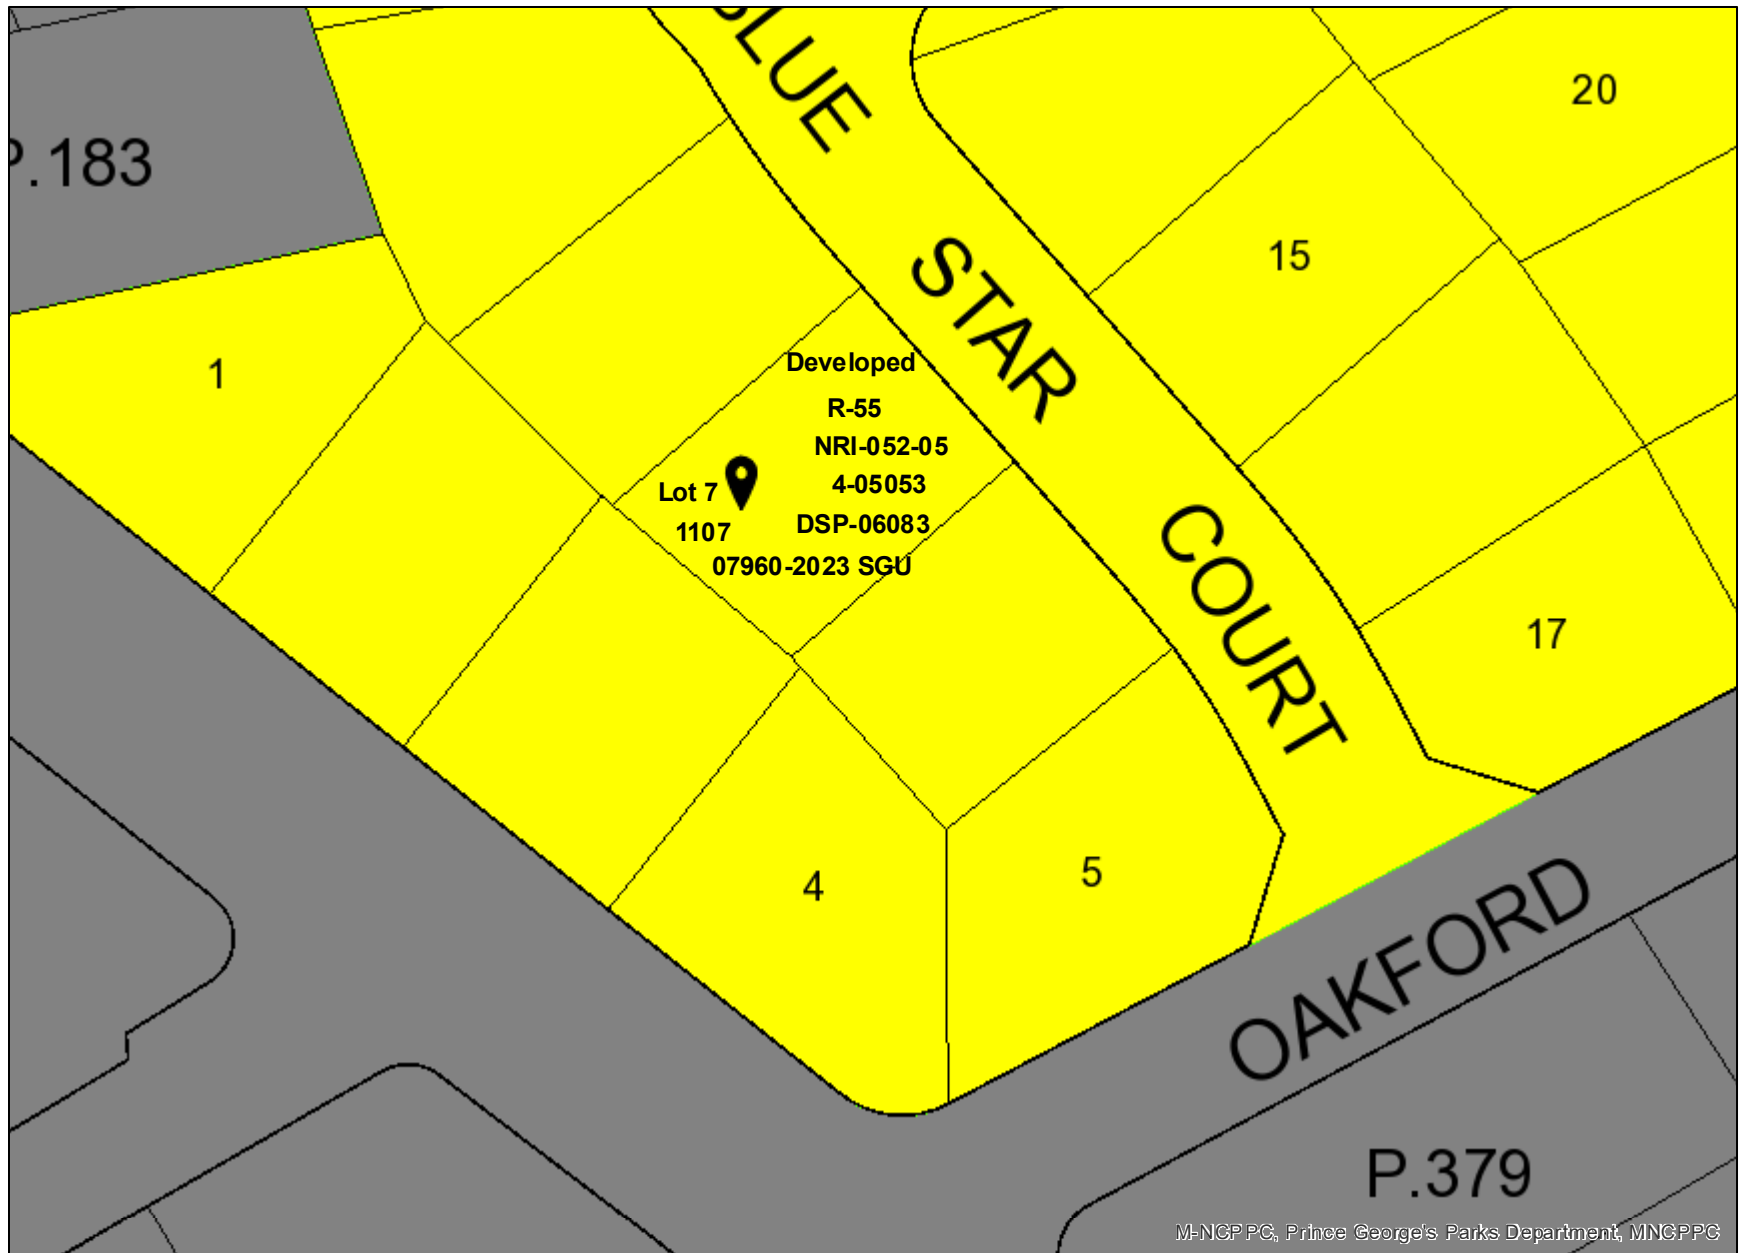 BLUE
20
P.183
15
STAR
1
Developed
R-55
NRI-052-05
4-05053
Lot 7
DSP-06083
1107
07960-2023 SGU
COURT
17
4
5
OAKFORD
P.379
M-NCPPC, Prince George's Parks Department, MNCPPC